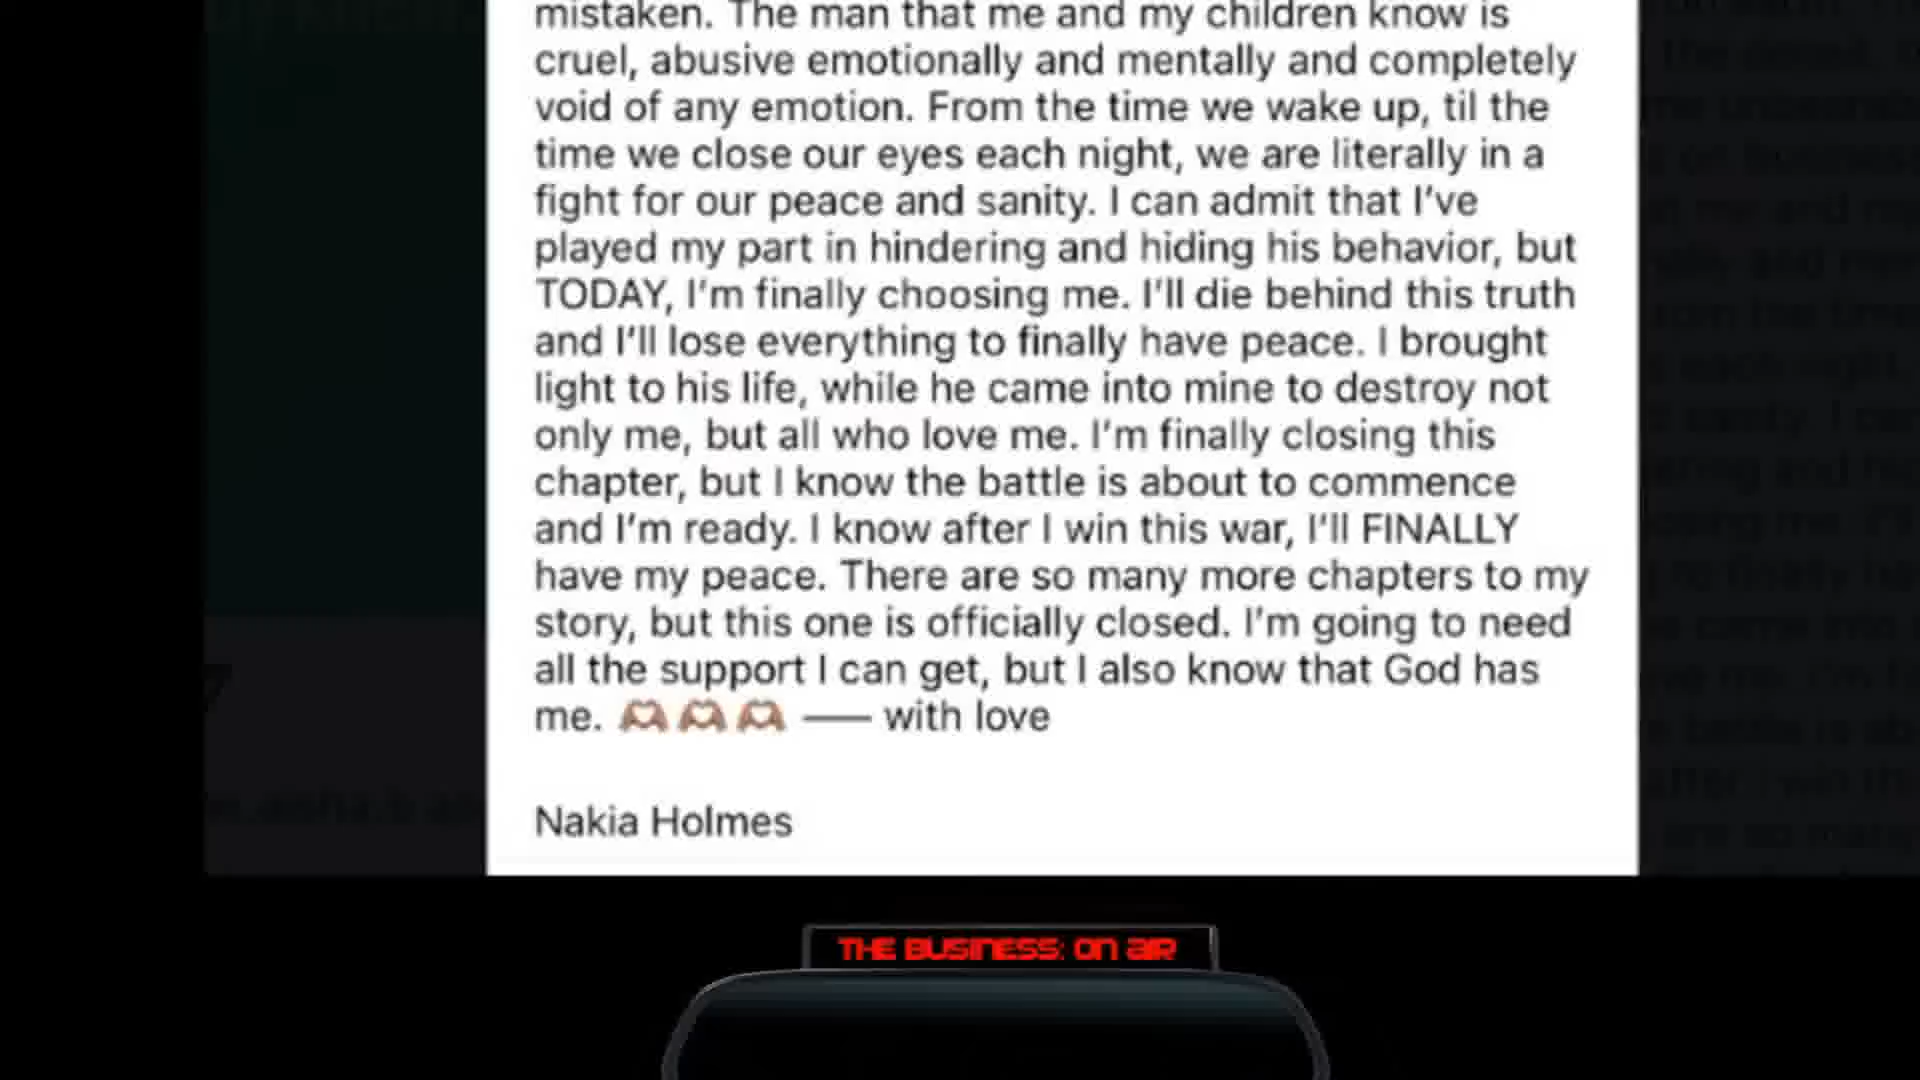 mistaken. The man that me and my children know is
cruel, abusive emotionally and mentally and completely
void of any emotion. From the time we wake up, til the
time we close our eyes each night, we are literally in a
fight for our peace and sanity. I can admit that I've
played my part in hindering and hiding his behavior, but
TODAY, I'm finally choosing me. I'll die behind this truth
and I'll lose everything to finally have peace. I brought
light to his life, while he came into mine to destroy not
only me, but all who love me. I'm finally closing this
chapter, but I know the battle is about to commence
and I'm ready. I know after I win this war, I'll FINALLY
have my peace. There are so many more chapters to my
story, but this one is officially closed. I'm going to need
all the support I can get, but I also know that God has
me. 🫶🏽🫶🏽🫶🏽 —— with love
Nakia Holmes
THE BUSINESS: ON AIR